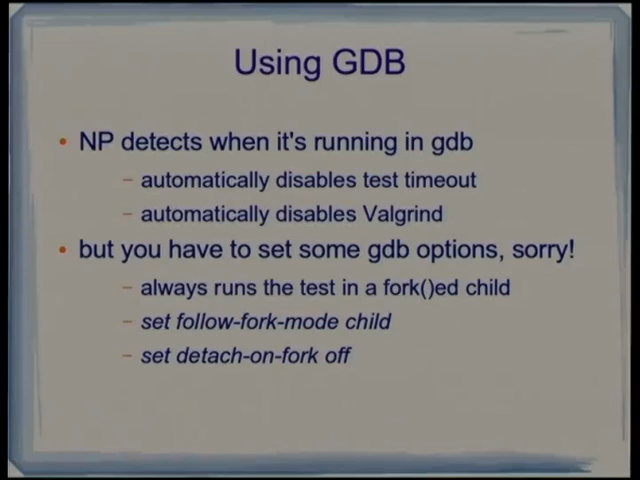 Using GDB
• NP detects when it's running in gdb
– automatically disables test timeout
– automatically disables Valgrind
• but you have to set some gdb options, sorry!
– always runs the test in a fork()ed child
– set follow-fork-mode child
– set detach-on-fork off